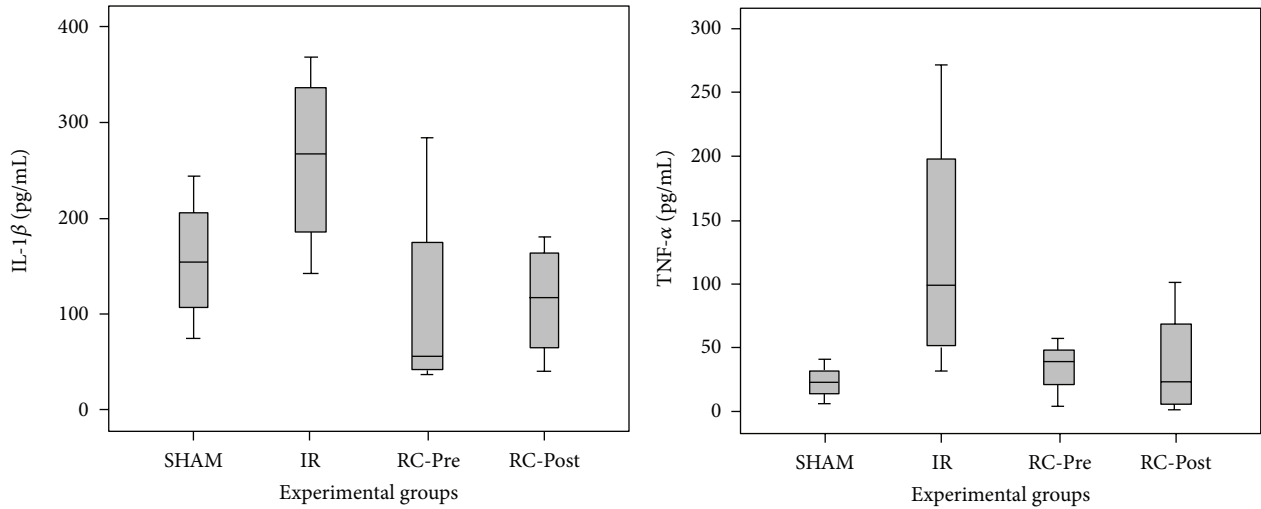 IL-1β (pg/mL)
400
300
200
100
0
SHAM IR RC-Pre RC-Post
Experimental groups
TNF-α (pg/mL)
300
250
200
150
100
50
0
SHAM IR RC-Pre RC-Post
Experimental groups